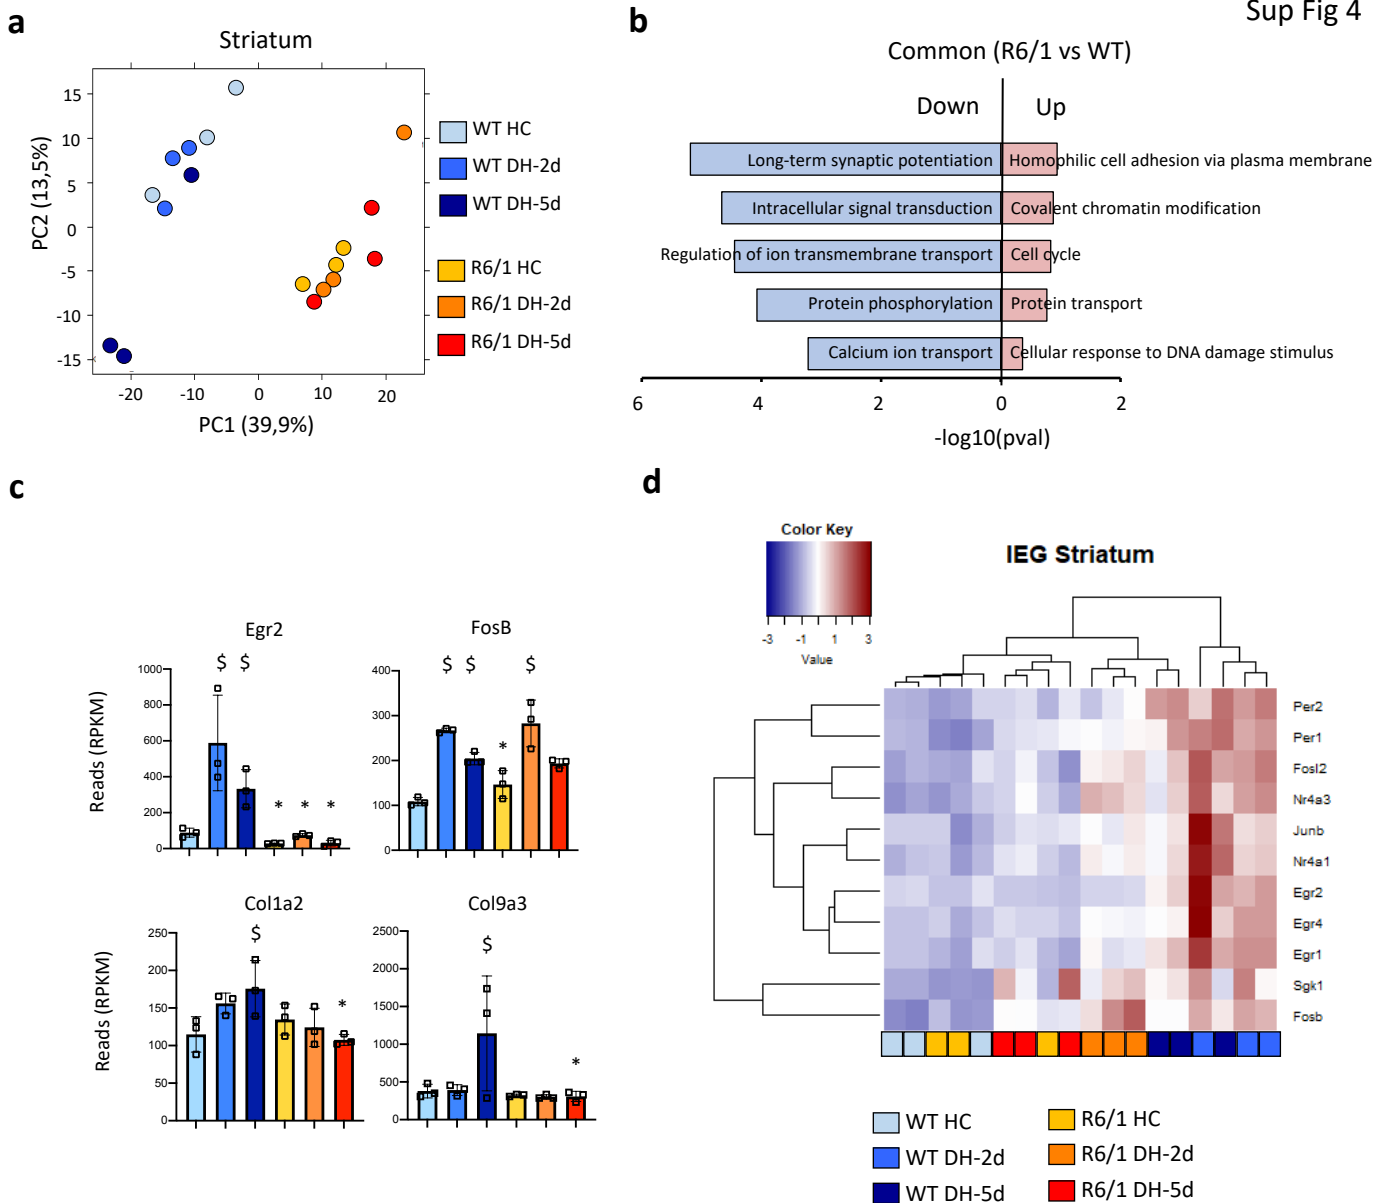 Sup Fig 4
a
Striatum
PC2 (13,5%)
15
10
5
0
-5
-10
-15
-20
-10
0
10
20
PC1 (39,9%)
WT HC
WT DH-2d
WT DH-5d
R6/1 HC
R6/1 DH-2d
R6/1 DH-5d
b
Common (R6/1 vs WT)
Down
Up
Long-term synaptic potentiation
Homophilic cell adhesion via plasma membrane
Intracellular signal transduction
Covalent chromatin modification
Regulation of ion transmembrane transport
Cell cycle
Protein phosphorylation
Protein transport
Calcium ion transport
Cellular response to DNA damage stimulus
6
4
2
0
2
-log10(pval)
c
Egr2
Reads (RPKM)
1000
800
600
400
200
0
$ $
* * *
FosB
400
300
200
100
0
$ $ $
*
Col1a2
Reads (RPKM)
250
200
150
100
50
0
$
*
Col9a3
2500
2000
1500
1000
500
0
$
*
d
Color Key
-3 -1 1 3
Value
IEG Striatum
Per2
Per1
Fosl2
Nr4a3
Junb
Nr4a1
Egr2
Egr4
Egr1
Sgk1
Fosb
WT HC
WT DH-2d
WT DH-5d
R6/1 HC
R6/1 DH-2d
R6/1 DH-5d